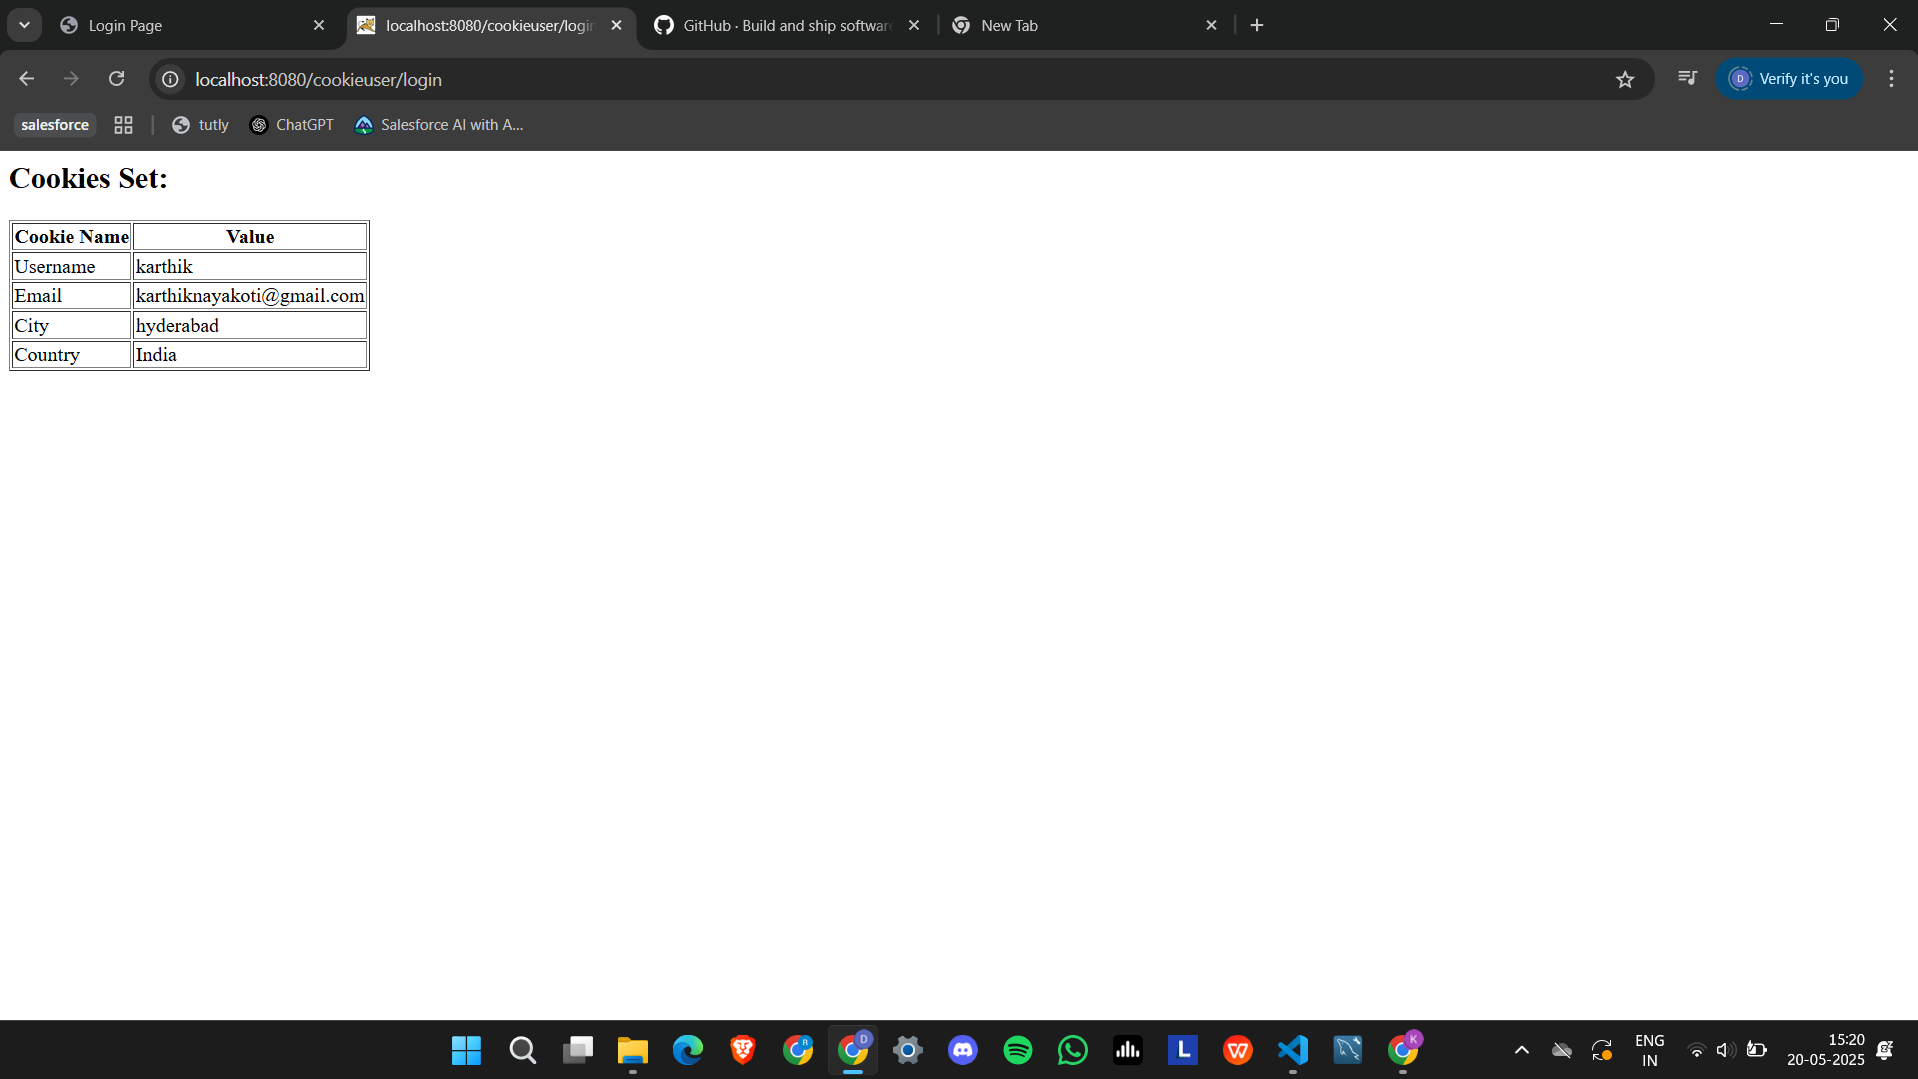 Login Page
localhost:8080/cookieuser/login
GitHub · Build and ship software
New Tab
localhost:8080/cookieuser/login
D
Verify it's you
salesforce
tutly
ChatGPT
Salesforce AI with A...
Cookies Set:
Cookie Name Value
Username karthik
Email karthiknayakoti@gmail.com
City hyderabad
Country India
R
D
L
W
K
ENG
IN
15:20
20-05-2025